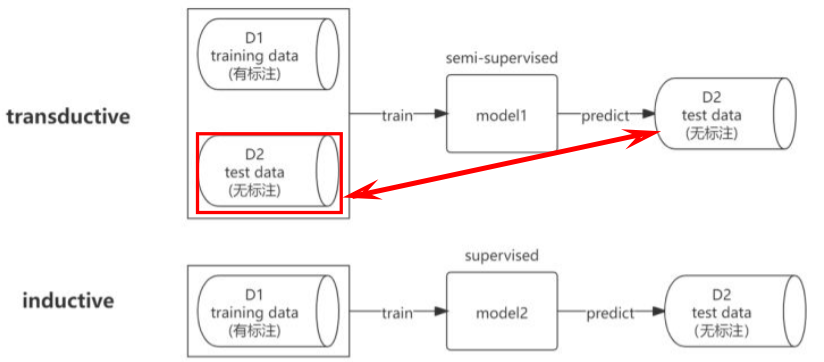 D1
training data
(有标注)
semi-supervised
transductive
train
model1
predict
D2
test data
(无标注)
D2
test data
(无标注)
supervised
inductive
D1
training data
(有标注)
train
model2
predict
D2
test data
(无标注)